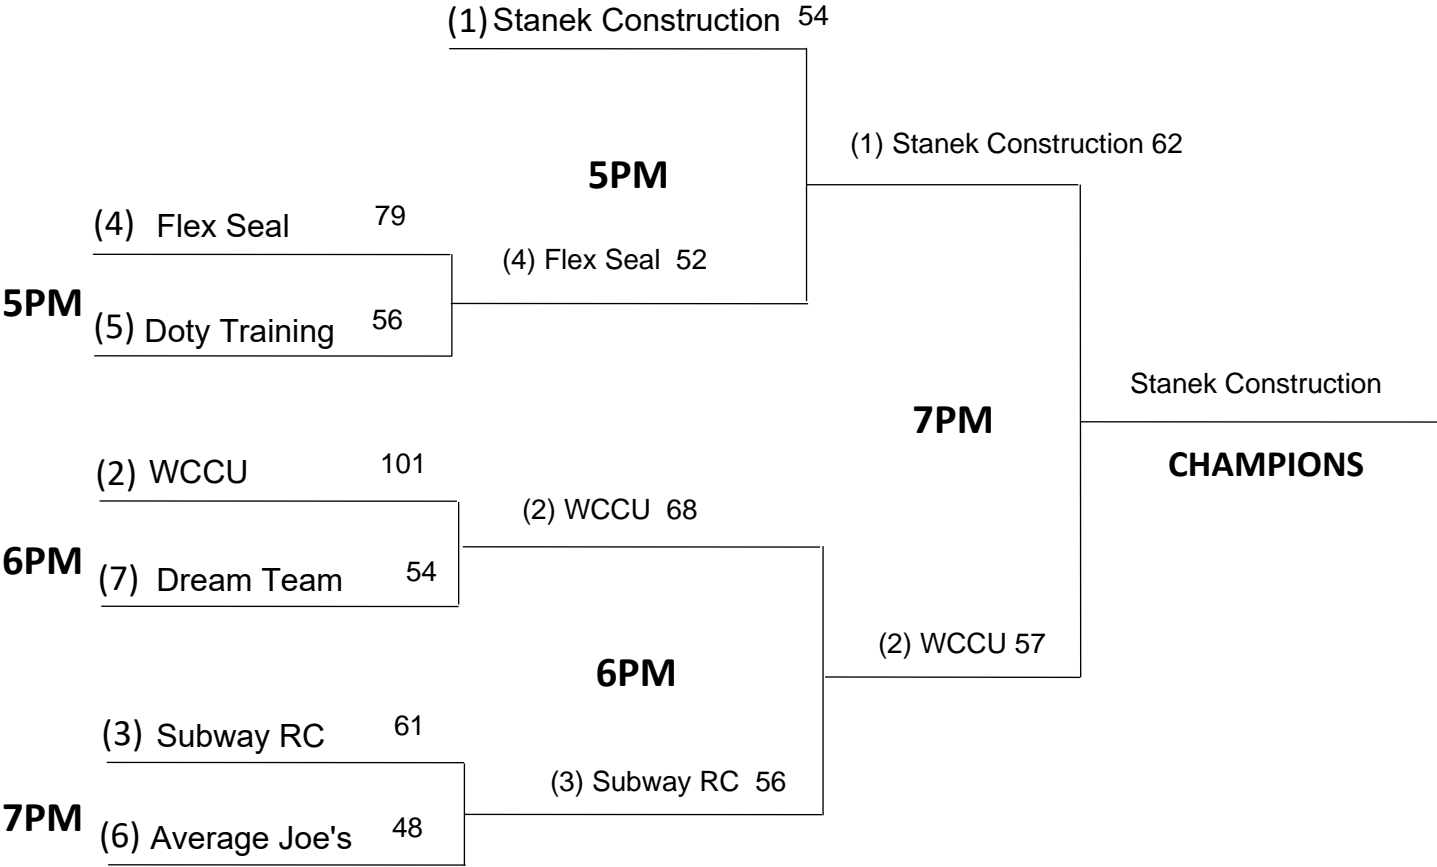 (1) Stanek Construction 54
(1) Stanek Construction 62
5PM
(4) Flex Seal 79
(4) Flex Seal 52
5PM
(5) Doty Training 56
Stanek Construction
7PM
CHAMPIONS
(2) WCCU 101
(2) WCCU 68
6PM
(7) Dream Team 54
(2) WCCU 57
6PM
(3) Subway RC 61
(3) Subway RC 56
7PM
(6) Average Joe's 48